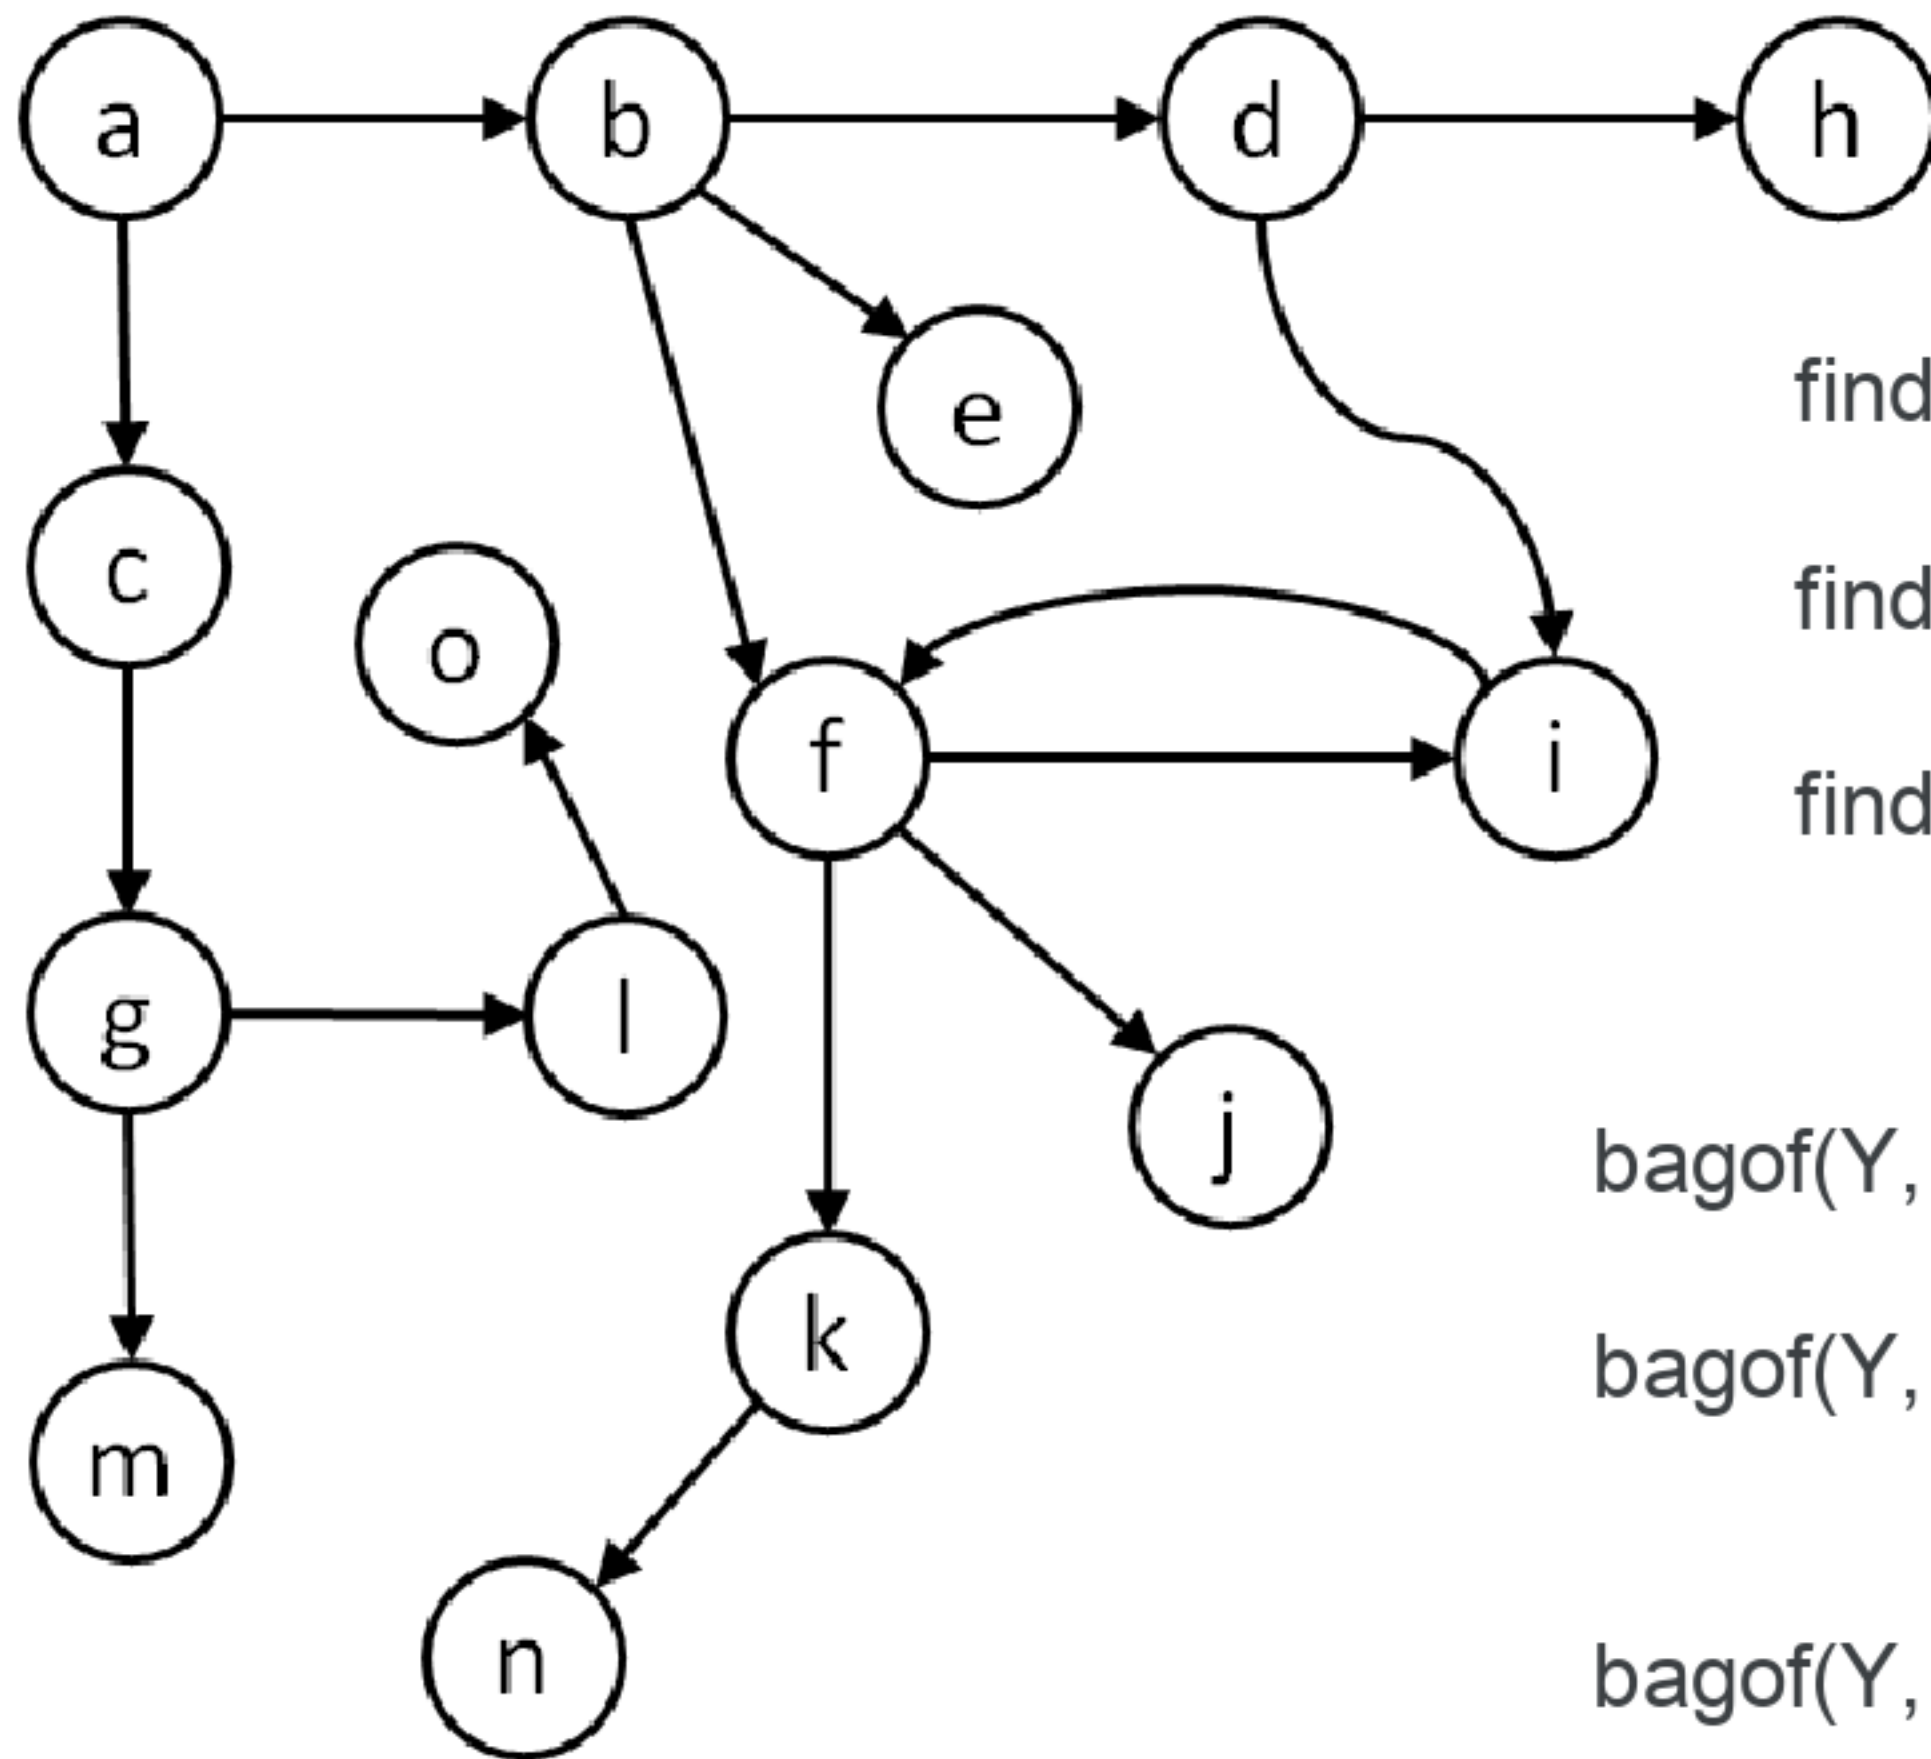 a b d h
e
find
c
o
find
f i
find
g l
j
bagof(Y,
k
bagof(Y,
m
n
bagof(Y,